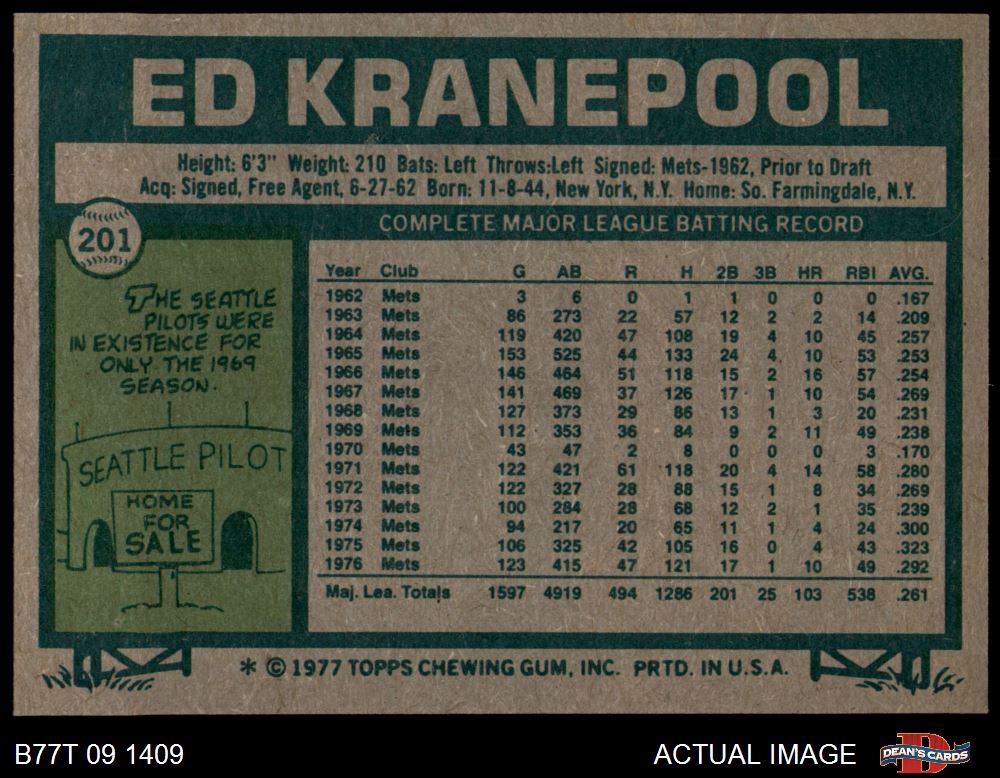 ED KRANEPOOL
Height: 6'3" Weight: 210 Bats: Left Throws:Left Signed: Mets-1962, Prior to Draft
Acq: Signed, Free Agent, 6-27-62 Born: 11-8-44, New York, N.Y. Home: So. Farmingdale, N.Y.
201
THE SEATTLE
PILOTS WERE
IN EXISTENCE FOR
ONLY THE 1969
SEASON.
SEATTLE PILOT
HOME
FOR
SALE
COMPLETE MAJOR LEAGUE BATTING RECORD
Year Club G AB R H 2B 3B HR RBI AVG.
1962 Mets 3 6 0 1 1 0 0 0 .167
1963 Mets 86 273 22 57 12 2 2 14 .209
1964 Mets 119 420 47 108 19 4 10 45 .257
1965 Mets 153 525 44 133 24 4 10 53 .253
1966 Mets 146 464 51 118 15 2 16 57 .254
1967 Mets 141 469 37 126 17 1 10 54 .269
1968 Mets 127 373 29 86 13 1 3 20 .231
1969 Mets 112 353 36 84 9 2 11 49 .238
1970 Mets 43 47 2 8 0 0 0 3 .170
1971 Mets 122 421 61 118 20 4 14 58 .280
1972 Mets 122 327 28 88 15 1 8 34 .269
1973 Mets 100 284 28 68 12 2 1 35 .239
1974 Mets 94 217 20 65 11 1 4 24 .300
1975 Mets 106 325 42 105 16 0 4 43 .323
1976 Mets 123 415 47 121 17 1 10 49 .292
Maj. Lea. Totals 1597 4919 494 1286 201 25 103 538 .261
* © 1977 TOPPS CHEWING GUM, INC. PRTD. IN U.S.A.
B77T 09 1409
ACTUAL IMAGE
DEAN'S CARDS